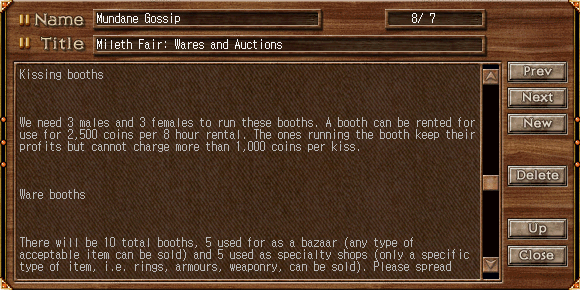 Name Mundane Gossip 8/ 7
Title Mileth Fair: Wares and Auctions
Kissing booths
We need 3 males and 3 females to run these booths. A booth can be rented for
use for 2,500 coins per 8 hour rental. The ones running the booth keep their
profits but cannot charge more than 1,000 coins per kiss.
Ware booths
There will be 10 total booths, 5 used for as a bazaar (any type of
acceptable item can be sold) and 5 used as specialty shops (only a specific
type of item, i.e. rings, armours, weaponry, can be sold). Please spread
Prev
Next
New
Delete
Up
Close